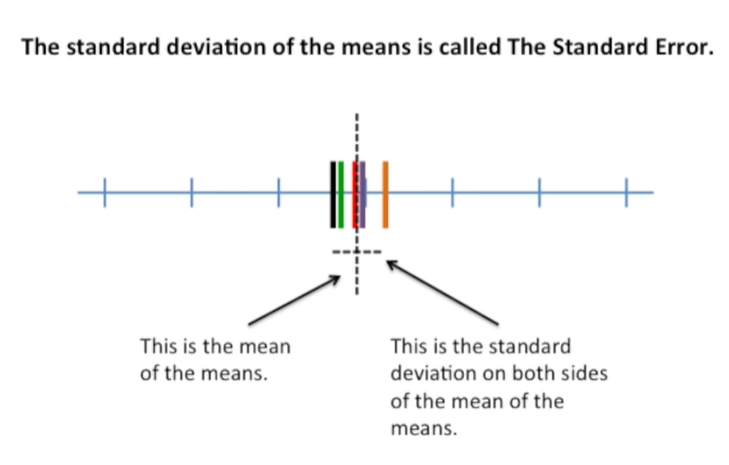 The standard deviation of the means is called The Standard Error.
This is the mean
of the means.
This is the standard
deviation on both sides
of the mean of the
means.